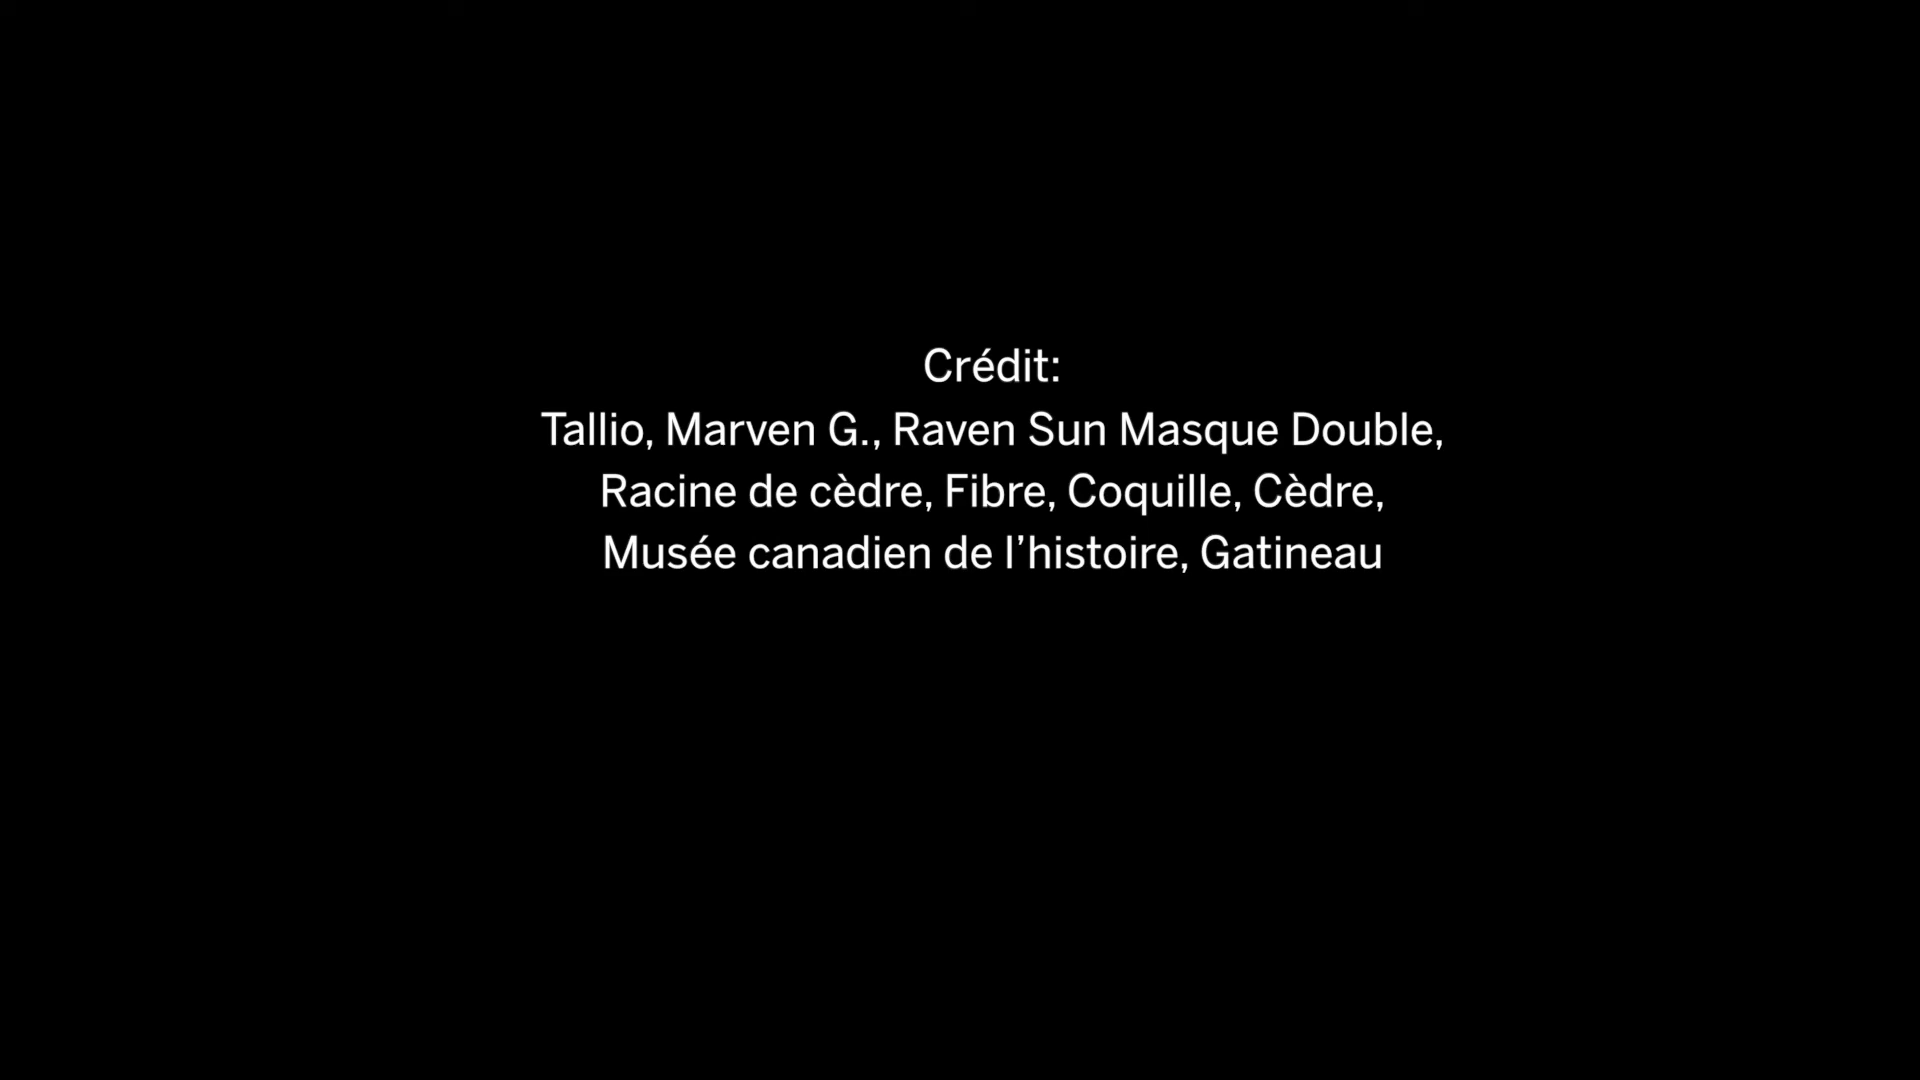 Crédit:
Tallio, Marven G., Raven Sun Masque Double,
Racine de cèdre, Fibre, Coquille, Cèdre,
Musée canadien de l’histoire, Gatineau